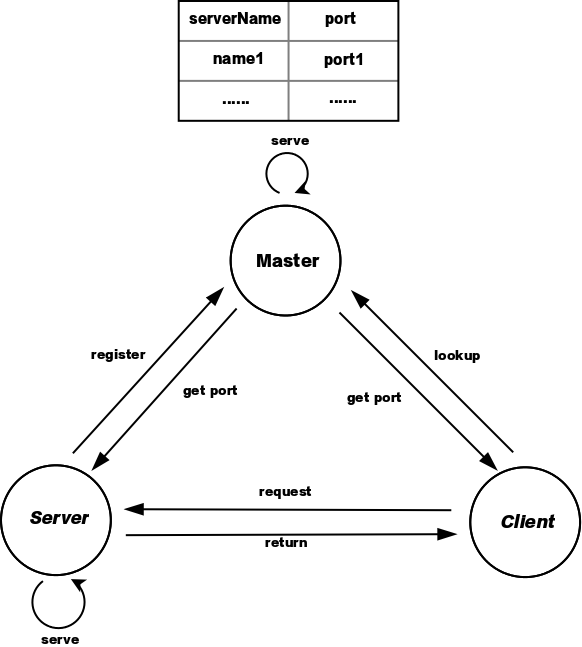 serverName port
name1 port1
...... ......
serve
Master
register
lookup
get port
get port
request
Server
Client
return
serve